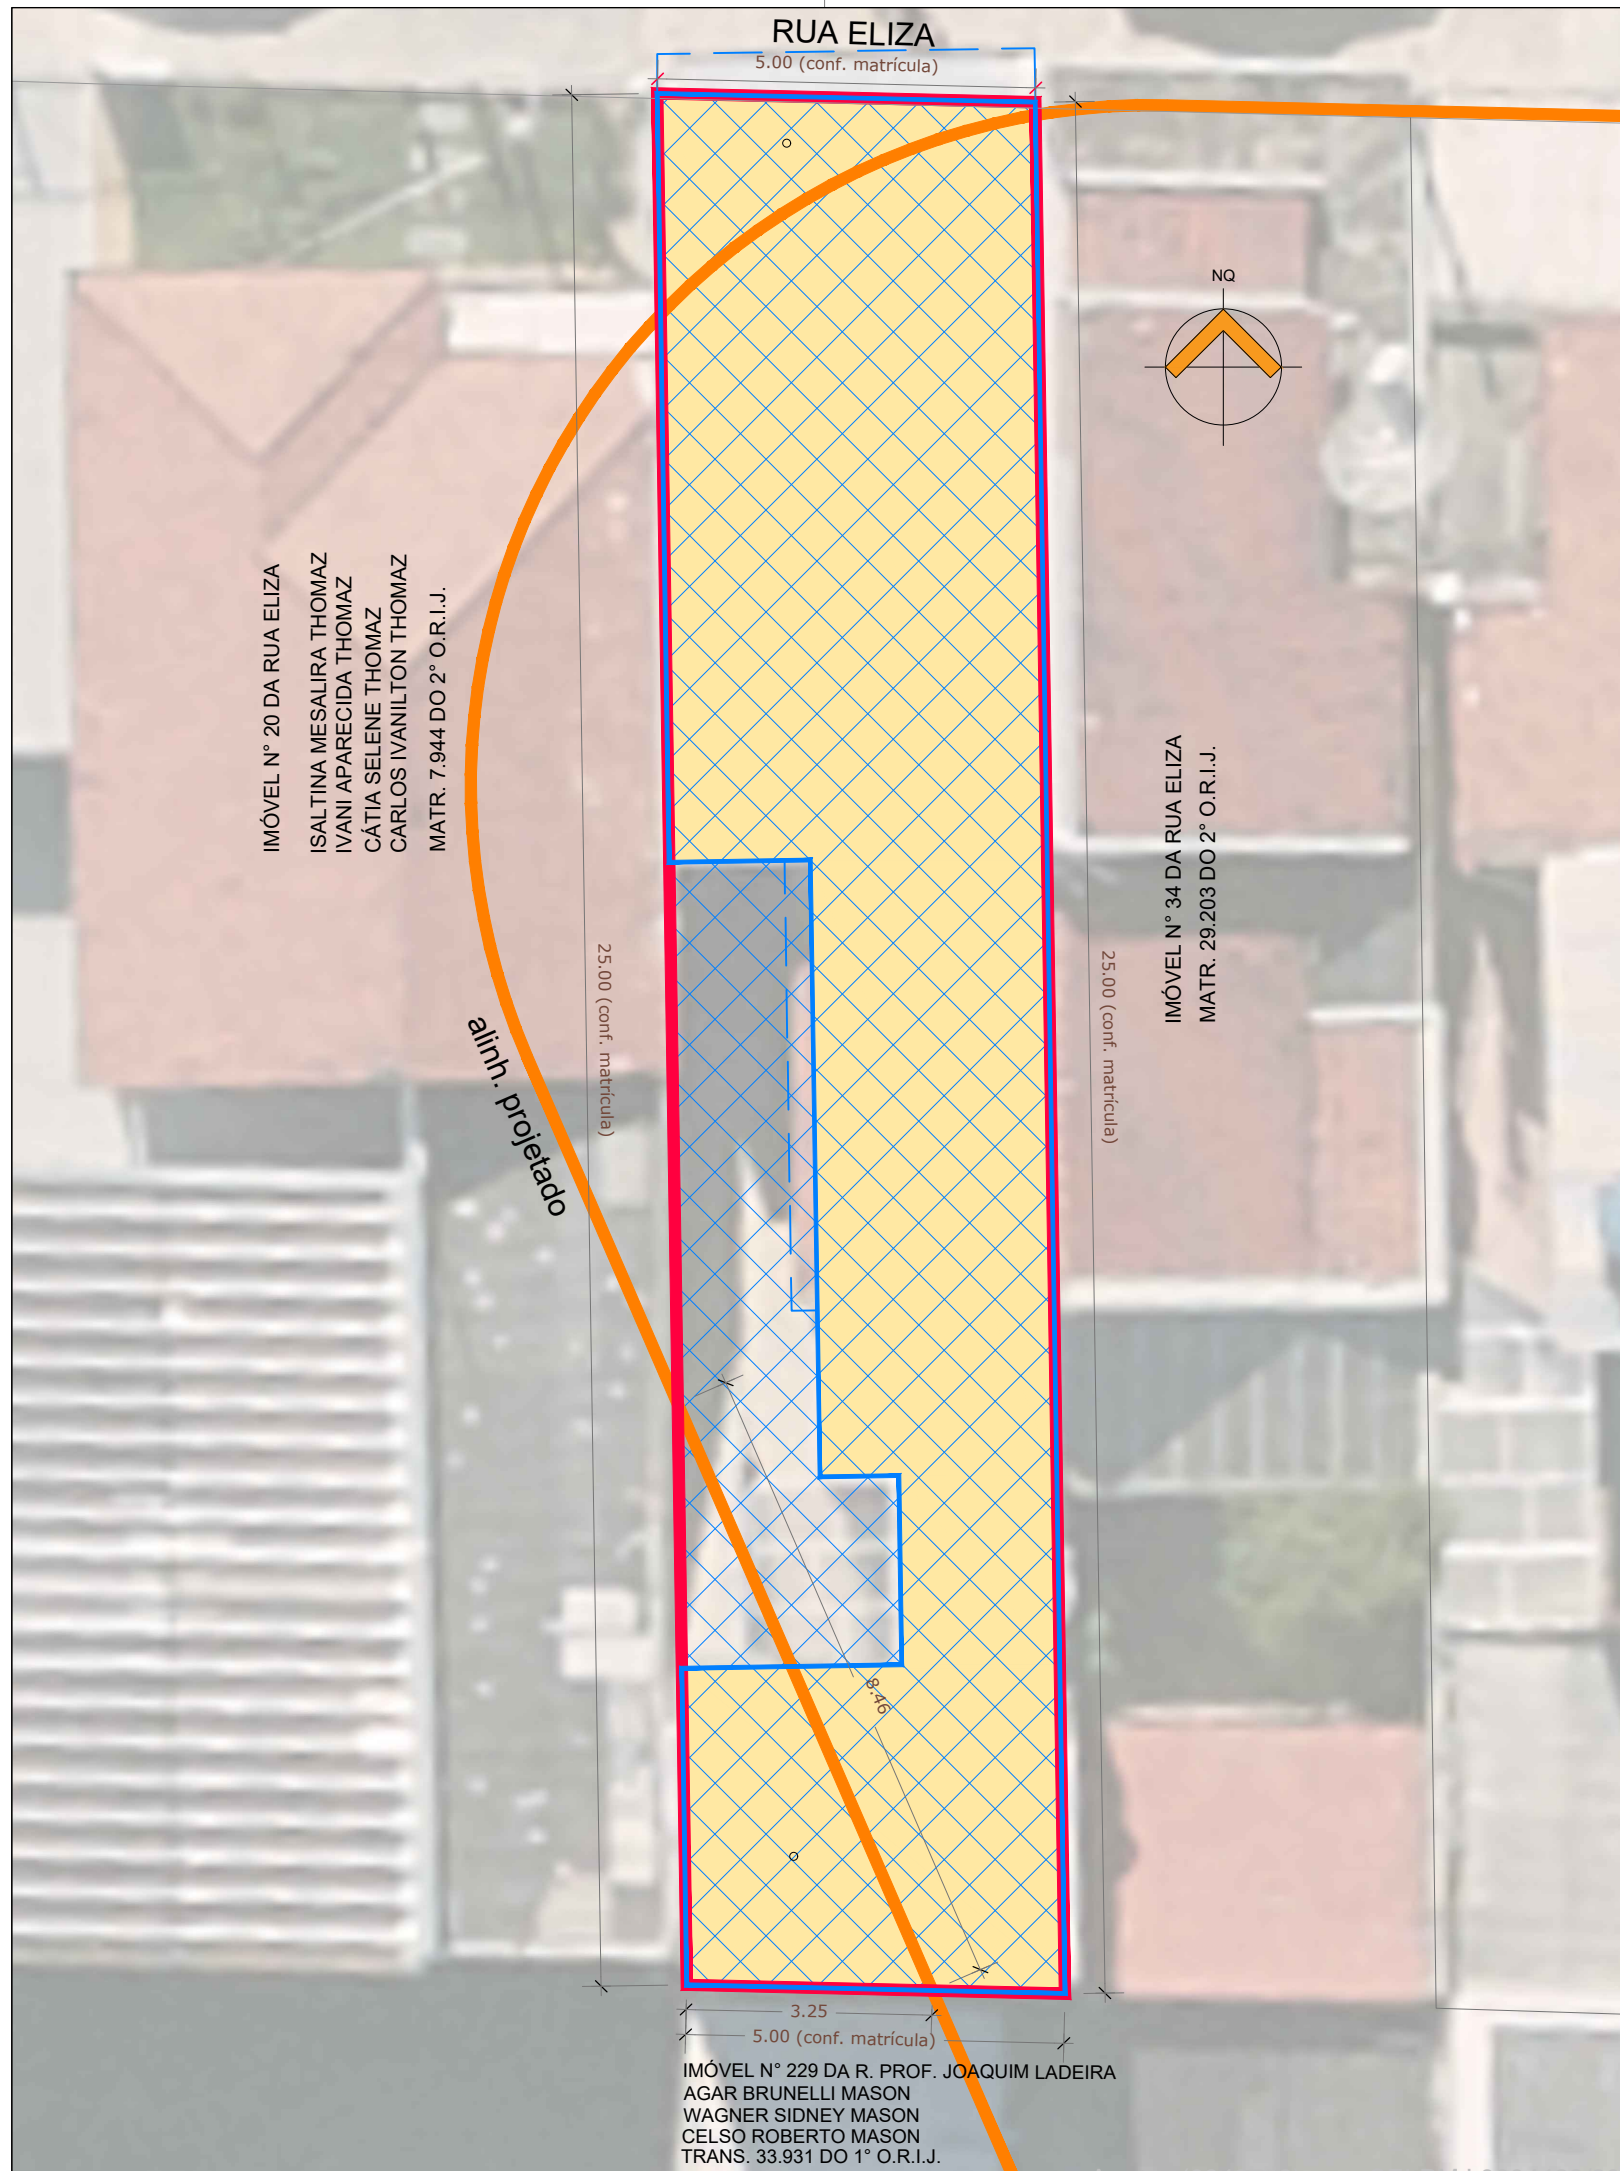 RUA ELIZA
5.00 (conf. matrícula)
NQ
IMÓVEL N° 20 DA RUA ELIZA
ISALTINA MESALIRA THOMAZ
IVANI APARECIDA THOMAZ
CÁTIA SELENE THOMAZ
CARLOS IVANILTON THOMAZ
MATR. 7.944 DO 2° O.R.I.J.
IMÓVEL N° 34 DA RUA ELIZA
MATR. 29.203 DO 2° O.R.I.J.
25.00 (conf. matrícula)
25.00 (conf. matrícula)
alinh. projetado
8.46
3.25
5.00 (conf. matrícula)
IMÓVEL N° 229 DA R. PROF. JOAQUIM LADEIRA
AGAR BRUNELLI MASON
WAGNER SIDNEY MASON
CELSO ROBERTO MASON
TRANS. 33.931 DO 1° O.R.I.J.